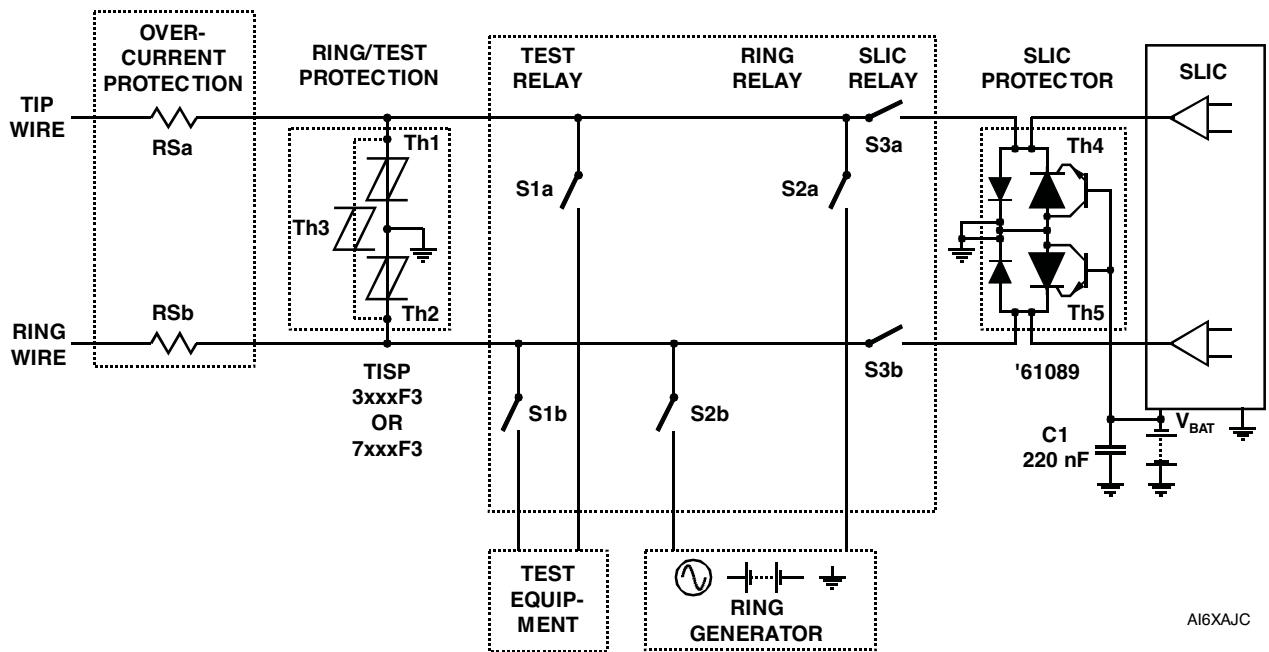 OVER-
CURRENT
PROTECTION
RING/TEST
PROTECTION
TEST
RELAY
RING
RELAY
SLIC
RELAY
SLIC
PROTECTOR
SLIC
TIP
WIRE
RSa
Th1
Th3
Th2
S1a
S2a
S3a
Th4
Th5
RING
WIRE
RSb
TISP
3xxxF3
OR
7xxxF3
S1b
S2b
S3b
'61089
C1
220 nF
VBAT
TEST
EQUIP-
MENT
RING
GENERATOR
AI6XAJC